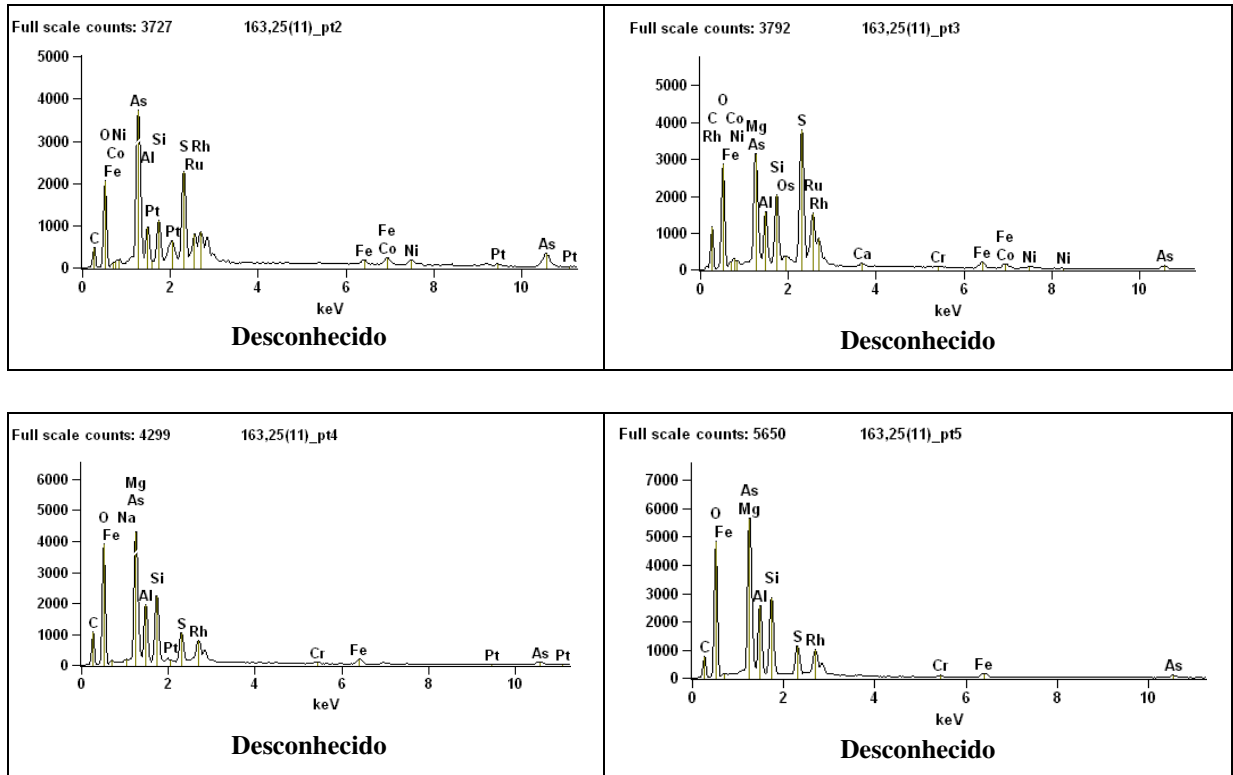 Full scale counts: 3727 163,25(11)_pt2
5000
4000
3000
2000
1000
0
As
O Ni
Co
Fe
Si
Al
S Rh
Ru
C
Pt
Pt
Fe
Fe
Co
Ni
Pt
As
Pt
0 2 4 6 8 10
keV
Desconhecido
Full scale counts: 3792 163,25(11)_pt3
5000
4000
3000
2000
1000
0
O
C Co
Rh Ni
Fe
Mg
As
Si
Al
Os
S
Ru
Rh
Ca
Cr
Fe
Fe
Co
Ni
Ni
As
0 2 4 6 8 10
keV
Desconhecido
Full scale counts: 4299 163,25(11)_pt4
6000
5000
4000
3000
2000
1000
0
Mg
As
O Na
Fe
Si
Al
C
Pt
S
Rh
Cr
Fe
Pt
As
Pt
0 2 4 6 8 10
keV
Desconhecido
Full scale counts: 5650 163,25(11)_pt5
7000
6000
5000
4000
3000
2000
1000
0
As
Mg
O
Fe
Si
Al
C
S
Rh
Cr
Fe
As
0 2 4 6 8 10
keV
Desconhecido